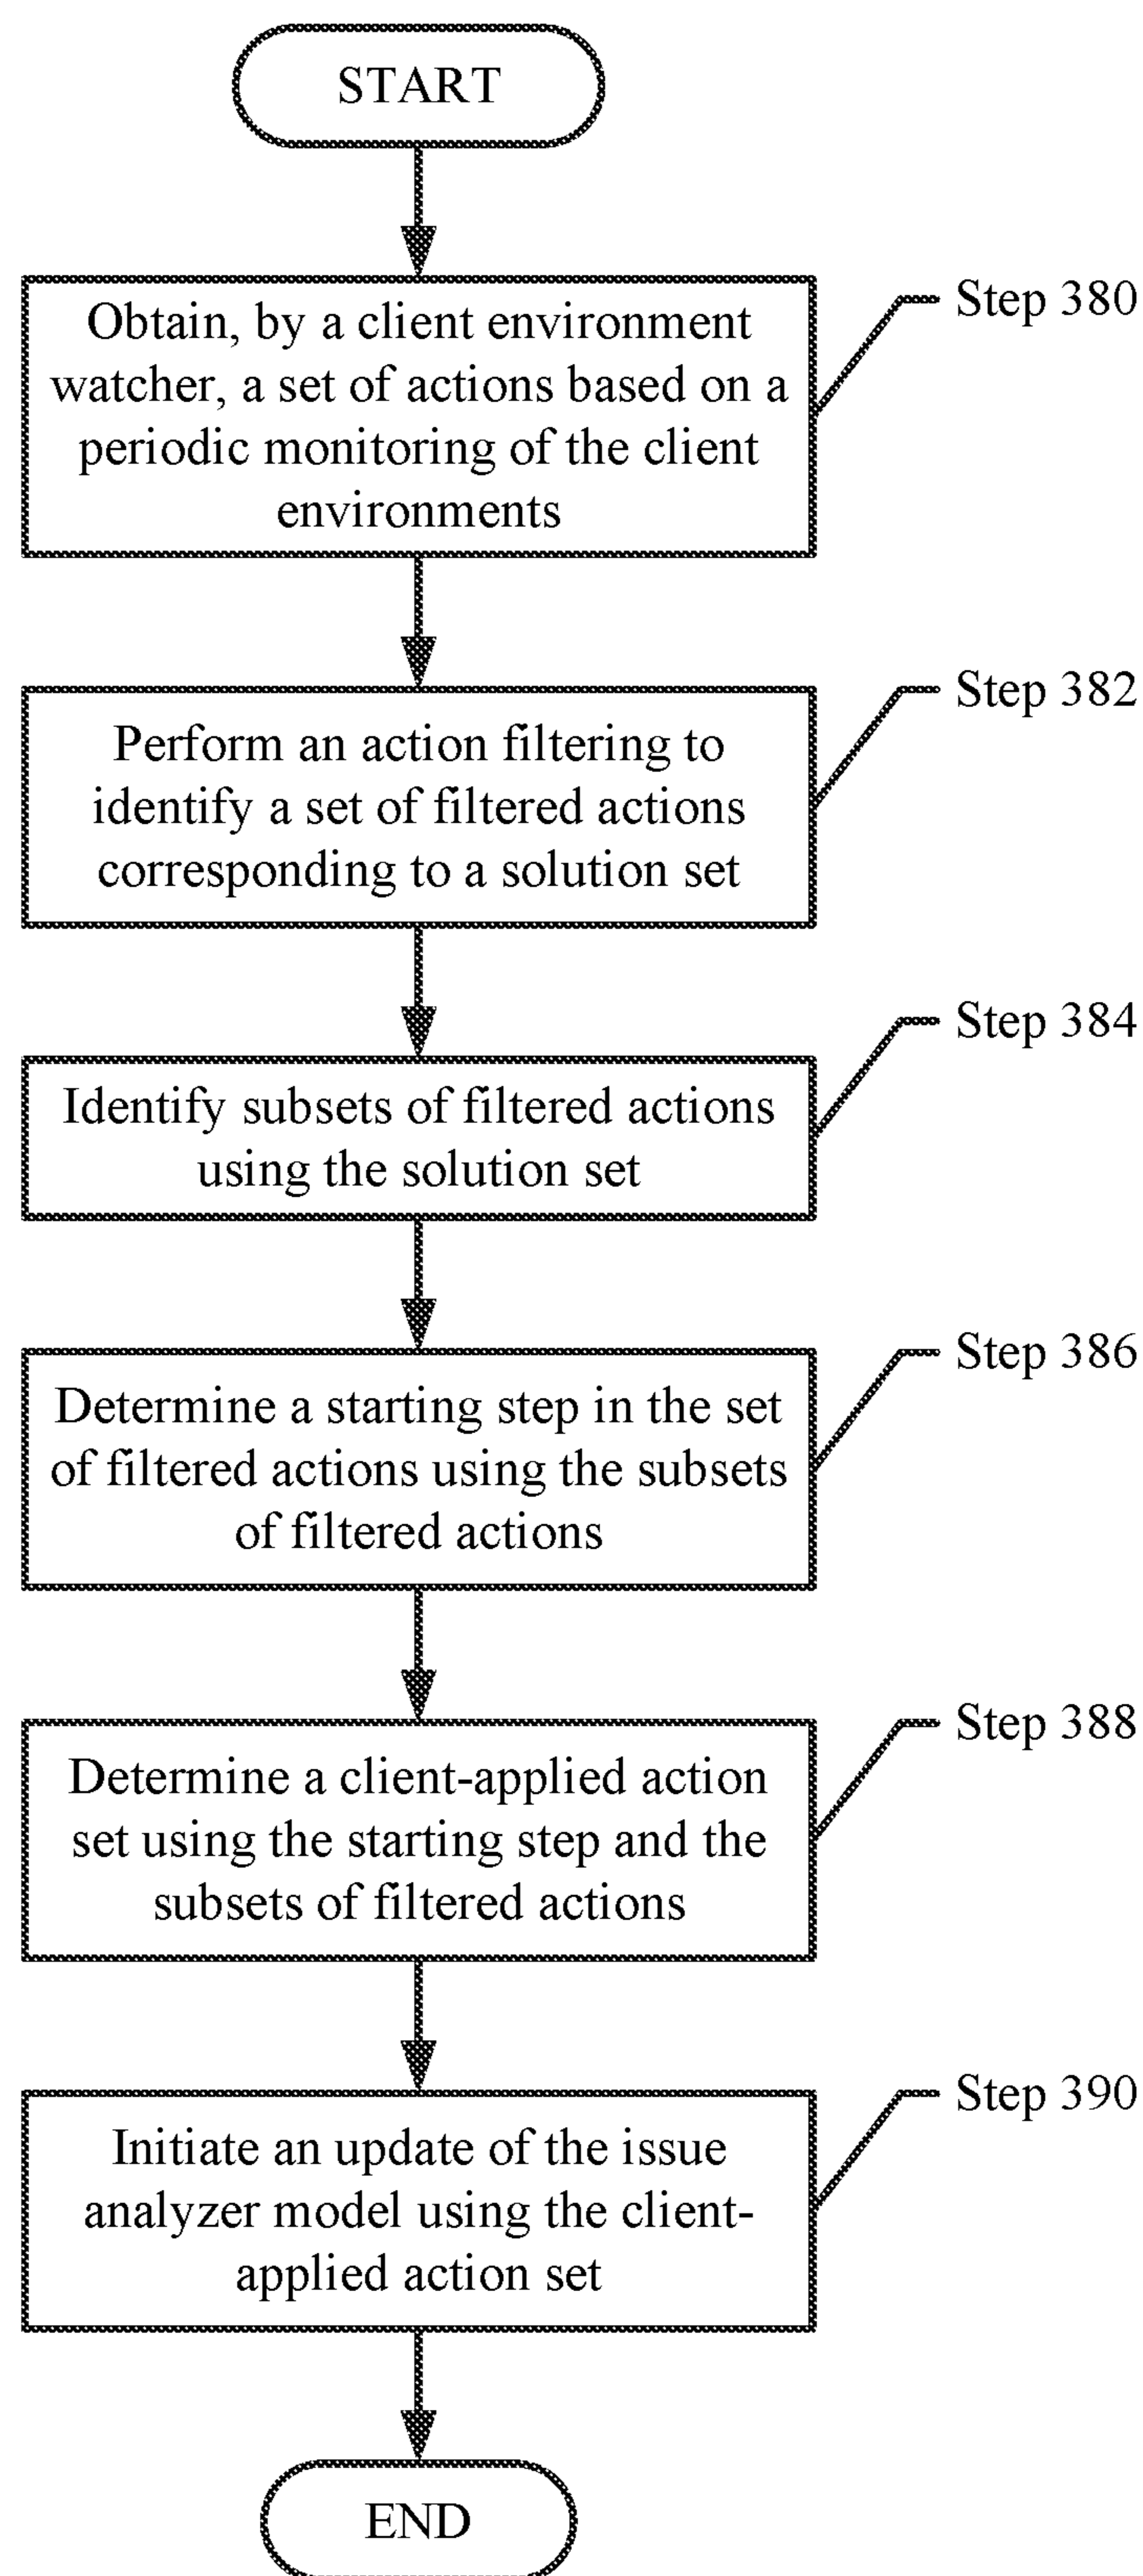 START
Obtain, by a client environment
watcher, a set of actions based on a
periodic monitoring of the client
environments
Step 380
Perform an action filtering to
identify a set of filtered actions
corresponding to a solution set
Step 382
Identify subsets of filtered actions
using the solution set
Step 384
Determine a starting step in the set
of filtered actions using the subsets
of filtered actions
Step 386
Determine a client-applied action
set using the starting step and the
subsets of filtered actions
Step 388
Initiate an update of the issue
analyzer model using the client-
applied action set
Step 390
END